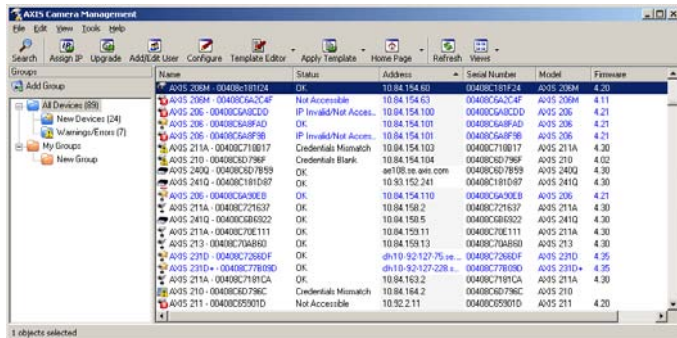 AXIS Camera Management
File Edit View Tools Help
Search Assign IP Upgrade Add/Edit User Configure Template Editor Apply Template Home Page Refresh Views
Groups
Add Group
All Devices (89)
New Devices (24)
Warnings/Errors (7)
My Groups
New Group
Name Status Address Serial Number Model Firmware
AXIS 206M - 00408c181f24 OK 10.84.154.60 00408C181F24 AXIS 206M 4.20
AXIS 206M - 00408C6A2C4F Not Accessible 10.84.154.63 00408C6A2C4F AXIS 206M 4.11
AXIS 206 - 00408C6A8CDD IP Invalid/Not Acces... 10.84.154.100 00408C6A8CDD AXIS 206 4.21
AXIS 206 - 00408C6A8FAD OK 10.84.154.101 00408C6A8FAD AXIS 206 4.21
AXIS 206 - 00408C6A8F9B IP Invalid/Not Acces... 10.84.154.101 00408C6A8F9B AXIS 206 4.21
AXIS 211A - 00408C718B17 Credentials Mismatch 10.84.154.103 00408C718B17 AXIS 211A 4.30
AXIS 210 - 00408C6D796F Credentials Blank 10.84.154.104 00408C6D796F AXIS 210 4.02
AXIS 240Q - 00408C6D7B59 OK ae108.se.axis.com 00408C6D7B59 AXIS 240Q 4.30
AXIS 241Q - 00408C181D87 OK 10.93.152.241 00408C181D87 AXIS 241Q 4.30
AXIS 206 - 00408C6A90EB OK 10.84.154.110 00408C6A90EB AXIS 206 4.21
AXIS 211A - 00408C721637 OK 10.84.158.2 00408C721637 AXIS 211A 4.30
AXIS 241Q - 00408C6B6922 OK 10.84.158.5 00408C6B6922 AXIS 241Q 4.30
AXIS 211A - 00408C70E111 OK 10.84.159.11 00408C70E111 AXIS 211A 4.30
AXIS 213 - 00408C70AB60 OK 10.84.159.13 00408C70AB60 AXIS 213 4.30
AXIS 231D - 00408C7266DF OK dh10-92-127-75.se... 00408C7266DF AXIS 231D 4.35
AXIS 231D+ - 00408C77B09D OK dh10-92-127-228.s... 00408C77B09D AXIS 231D+ 4.35
AXIS 211A - 00408C7181CA OK 10.84.163.2 00408C7181CA AXIS 211A 4.30
AXIS 210 - 00408C6D796C Credentials Mismatch 10.84.164.2 00408C6D796C AXIS 210
AXIS 211 - 00408C65901D Not Accessible 10.92.2.11 00408C65901D AXIS 211 4.20
1 objects selected